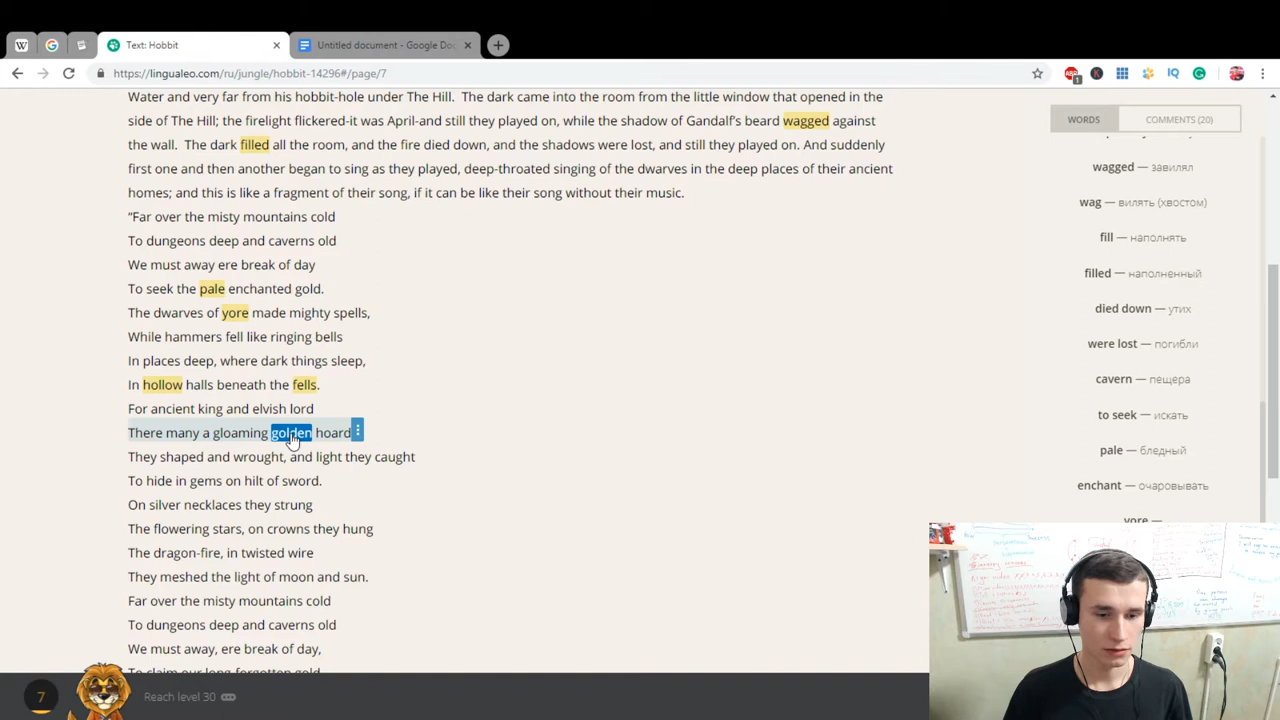 W
G
Text: Hobbit
Untitled document - Google Doc
https://lingualeo.com/ru/jungle/hobbit-14296#/page/7
ABP
1
K
IQ
G
Water and very far from his hobbit-hole under The Hill. The dark came into the room from the little window that opened in the
side of The Hill; the firelight flickered-it was April-and still they played on, while the shadow of Gandalf's beard wagged against
the wall. The dark filled all the room, and the fire died down, and the shadows were lost, and still they played on. And suddenly
first one and then another began to sing as they played, deep-throated singing of the dwarves in the deep places of their ancient
homes; and this is like a fragment of their song, if it can be like their song without their music.
“Far over the misty mountains cold
To dungeons deep and caverns old
We must away ere break of day
To seek the pale enchanted gold.
The dwarves of yore made mighty spells,
While hammers fell like ringing bells
In places deep, where dark things sleep,
In hollow halls beneath the fells.
For ancient king and elvish lord
There many a gloaming golden hoard
They shaped and wrought, and light they caught
To hide in gems on hilt of sword.
On silver necklaces they strung
The flowering stars, on crowns they hung
The dragon-fire, in twisted wire
They meshed the light of moon and sun.
Far over the misty mountains cold
To dungeons deep and caverns old
We must away, ere break of day,
To claim our long-forgotten gold.
WORDS
COMMENTS (20)
wagged — завилял
wag — вилять (хвостом)
fill — наполнять
filled — наполненный
died down — утих
were lost — погибли
cavern — пещера
to seek — искать
pale — бледный
enchant — очаровывать
yore —
7
Reach level 30